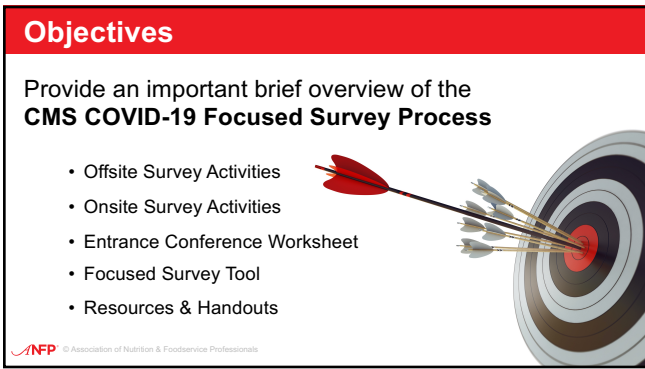 Objectives
Provide an important brief overview of the
CMS COVID-19 Focused Survey Process
• Offsite Survey Activities
• Onsite Survey Activities
• Entrance Conference Worksheet
• Focused Survey Tool
• Resources & Handouts
ANFP © Association of Nutrition & Foodservice Professionals